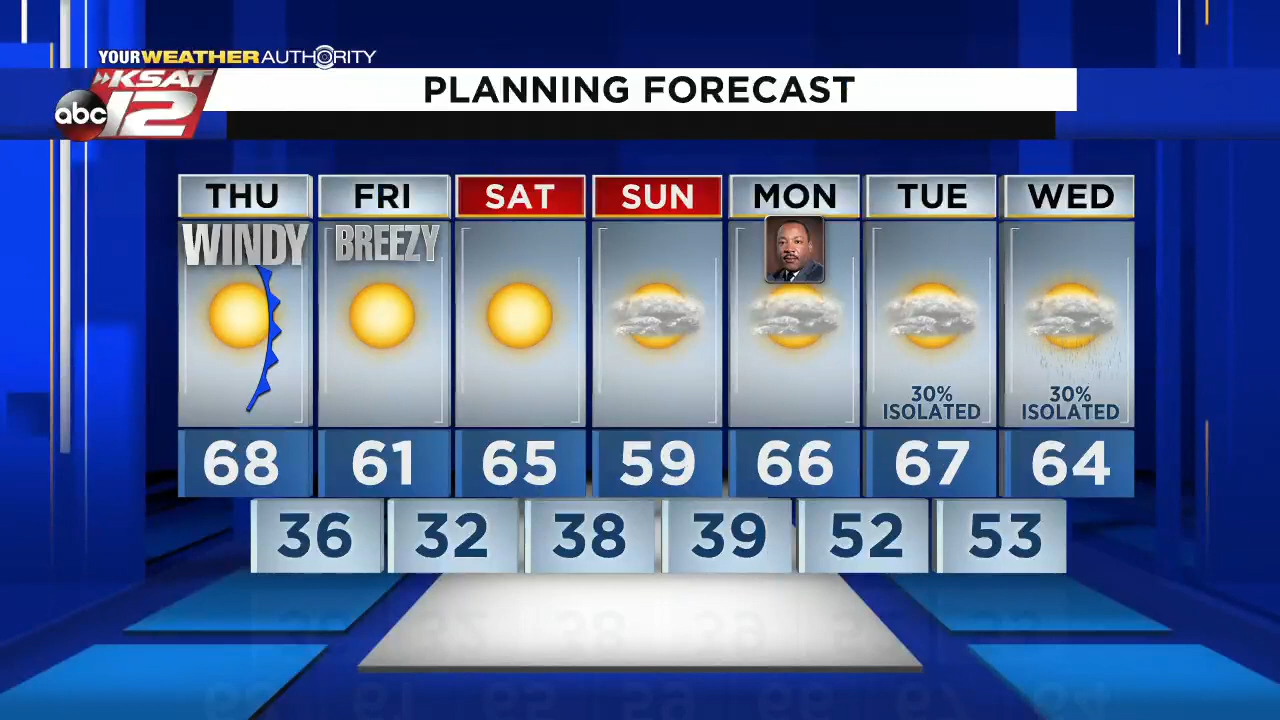 YOURWEATHERAUTHORITY
KSAT
abc 12
PLANNING FORECAST
THU FRI SAT SUN MON TUE WED
WINDY BREEZY
30% 30%
ISOLATED ISOLATED
68 61 65 59 66 67 64
36 32 38 39 52 53